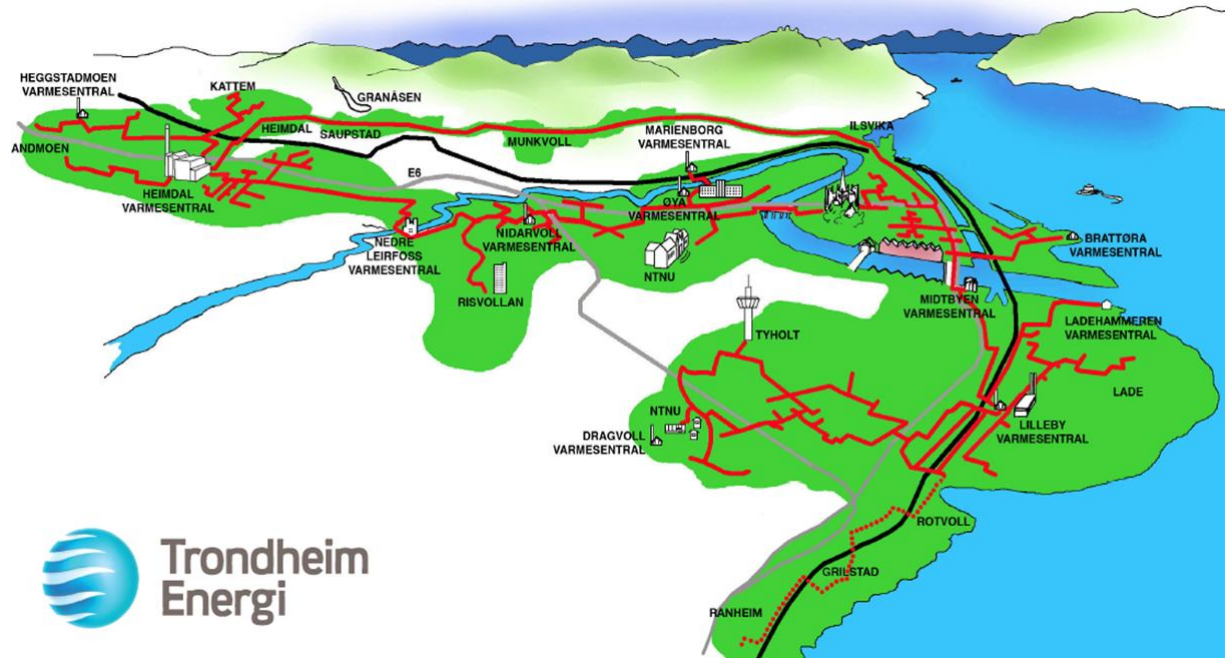 HEGGSTADMOEN
VARMESENTRAL
KATTEM
GRANÅSEN
ANDMOEN
HEIMDAL
SAUPSTAD
MUNKVOLL
MARIENBORG
VARMESENTRAL
ILSVIKA
HEIMDAL
VARMESENTRAL
E6
ØYA
VARMESENTRAL
NEDRE
LEIRFOSS
VARMESENTRAL
NIDARVOLL
VARMESENTRAL
NTNU
BRATTØRA
VARMESENTRAL
RISVOLLAN
MIDTBYEN
VARMESENTRAL
LADEHAMMEREN
VARMESENTRAL
TYHOLT
LADE
NTNU
DRAGVOLL
VARMESENTRAL
LILLEBY
VARMESENTRAL
ROTVOLL
GRILSTAD
RANHEIM
Trondheim
Energi